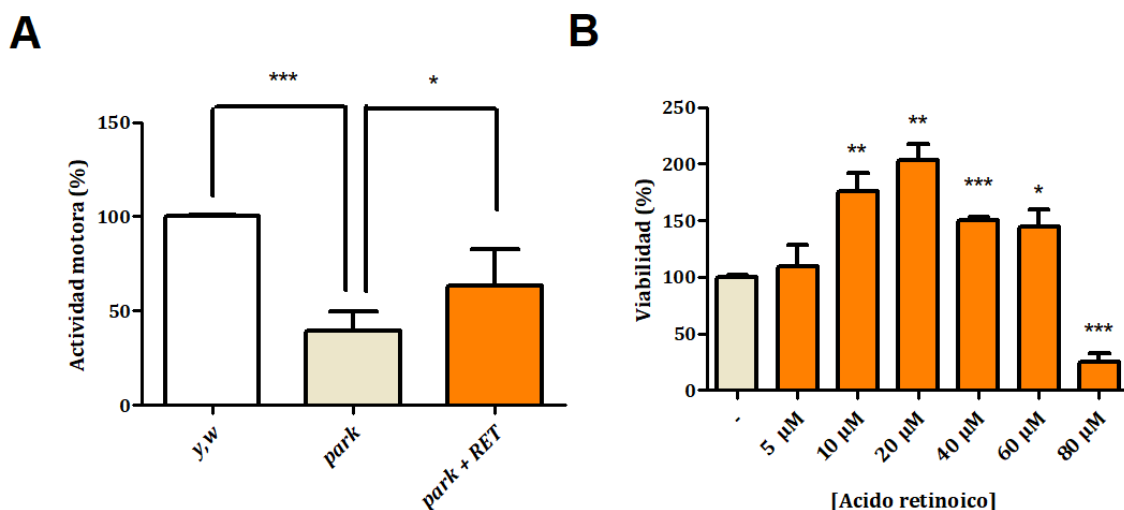 A
Actividad motora (%)
***
*
150
100
50
0
y,w
park
park + RET
B
Viabilidad (%)
250
200
150
100
50
0
**
**
***
*
***
-
5 µM
10 µM
20 µM
40 µM
60 µM
80 µM
[Acido retinoico]